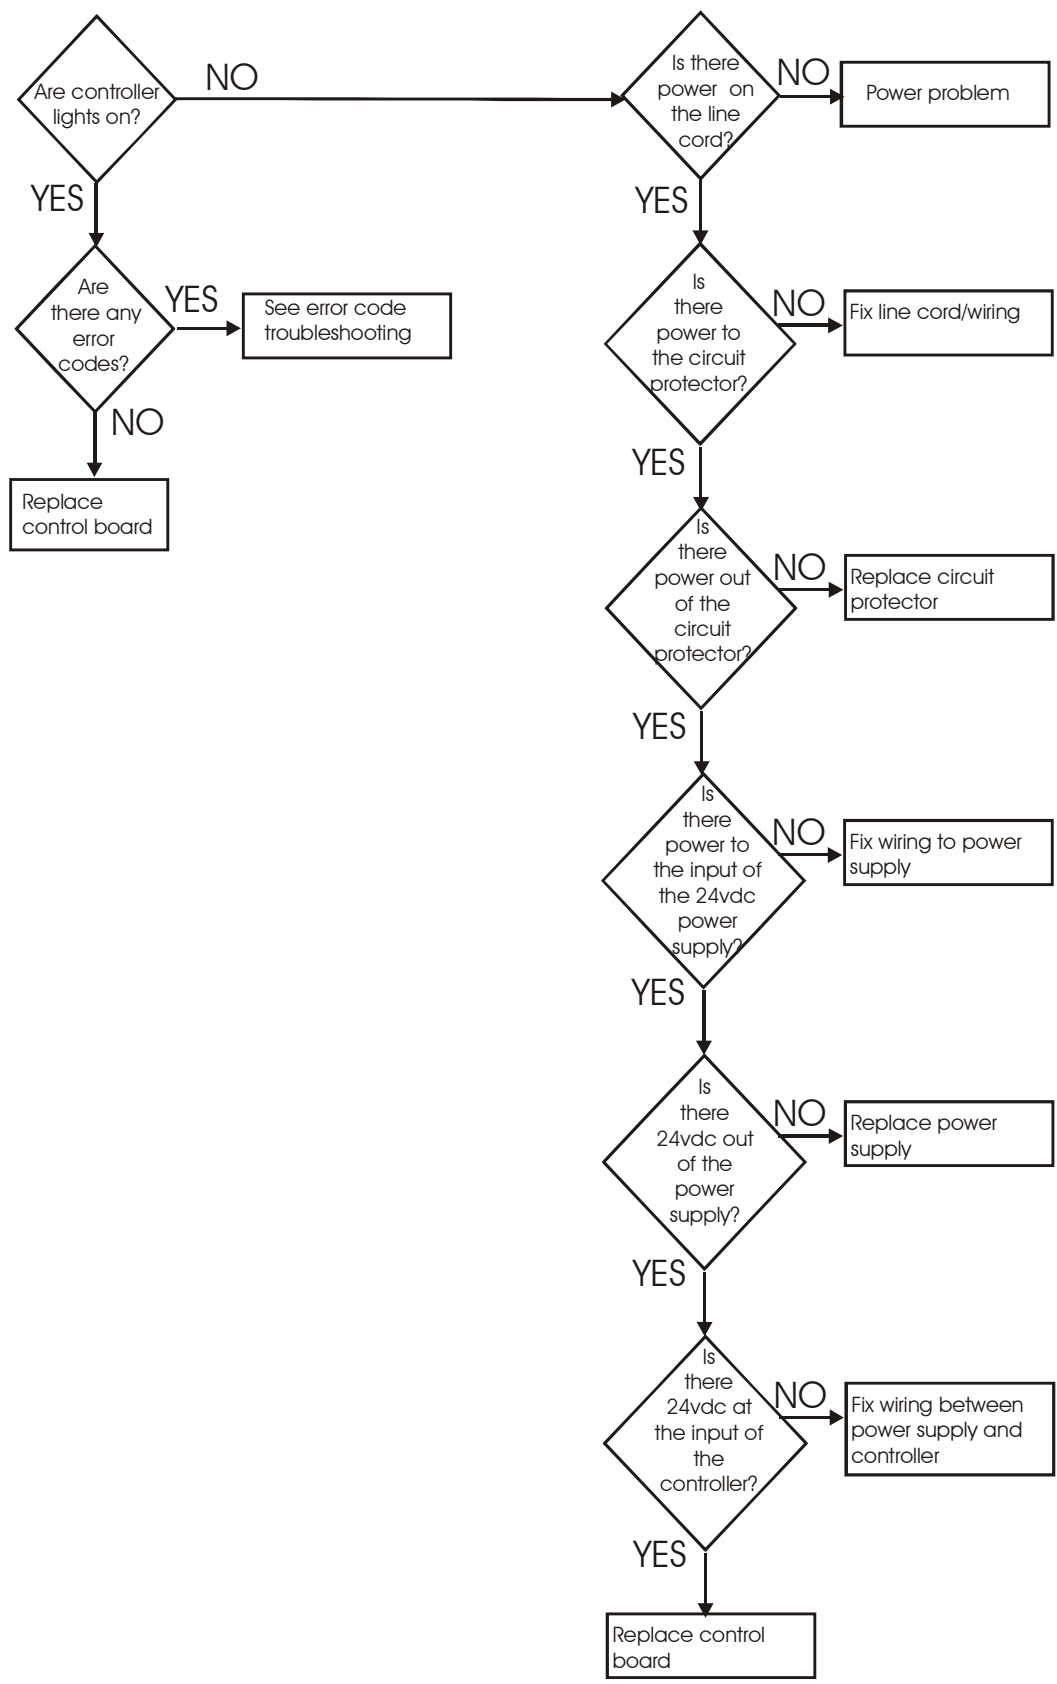 Are controller
lights on?
NO
YES
Are
there any
error
codes?
YES
See error code
troubleshooting
NO
Replace
control board
Is there
power on
the line
cord?
NO
Power problem
YES
Is
there
power to
the circuit
protector?
NO
Fix line cord/wiring
YES
Is
there
power out
of the
circuit
protector?
NO
Replace circuit
protector
YES
Is
there
power to
the input of
the 24vdc
power
supply?
NO
Fix wiring to power
supply
YES
Is
there
24vdc out
of the
power
supply?
NO
Replace power
supply
YES
Is
there
24vdc at
the input of
the
controller?
NO
Fix wiring between
power supply and
controller
YES
Replace control
board